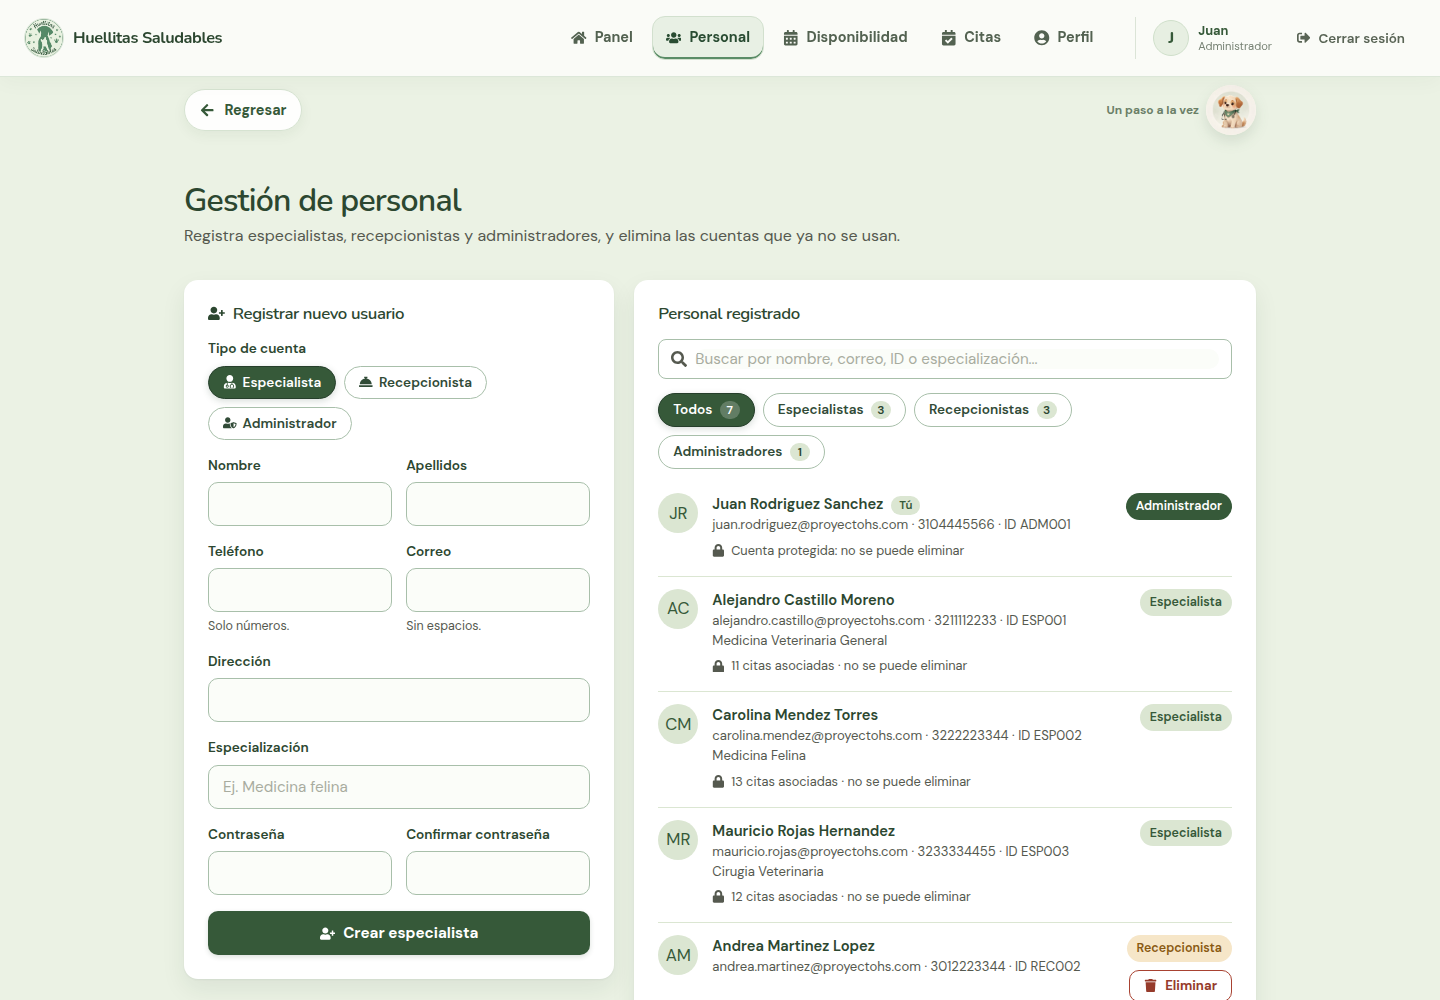 Huellitas Saludables
Panel
Personal
Disponibilidad
Citas
Perfil
J
Juan
Administrador
Cerrar sesión
Regresar
Un paso a la vez
Gestión de personal
Registra especialistas, recepcionistas y administradores, y elimina las cuentas que ya no se usan.
Registrar nuevo usuario
Tipo de cuenta
Especialista
Recepcionista
Administrador
Nombre
Apellidos
Teléfono
Correo
Solo números.
Sin espacios.
Dirección
Especialización
Ej. Medicina felina
Contraseña
Confirmar contraseña
Crear especialista
Personal registrado
Buscar por nombre, correo, ID o especialización...
Todos 7
Especialistas 3
Recepcionistas 3
Administradores 1
JR
Juan Rodriguez Sanchez Tú
Administrador
juan.rodriguez@proyectohs.com · 3104445566 · ID ADM001
Cuenta protegida: no se puede eliminar
AC
Alejandro Castillo Moreno
Especialista
alejandro.castillo@proyectohs.com · 3211112233 · ID ESP001
Medicina Veterinaria General
11 citas asociadas · no se puede eliminar
CM
Carolina Mendez Torres
Especialista
carolina.mendez@proyectohs.com · 3222223344 · ID ESP002
Medicina Felina
13 citas asociadas · no se puede eliminar
MR
Mauricio Rojas Hernandez
Especialista
mauricio.rojas@proyectohs.com · 3233334455 · ID ESP003
Cirugia Veterinaria
12 citas asociadas · no se puede eliminar
AM
Andrea Martinez Lopez
Recepcionista
andrea.martinez@proyectohs.com · 3012223344 · ID REC002
Eliminar